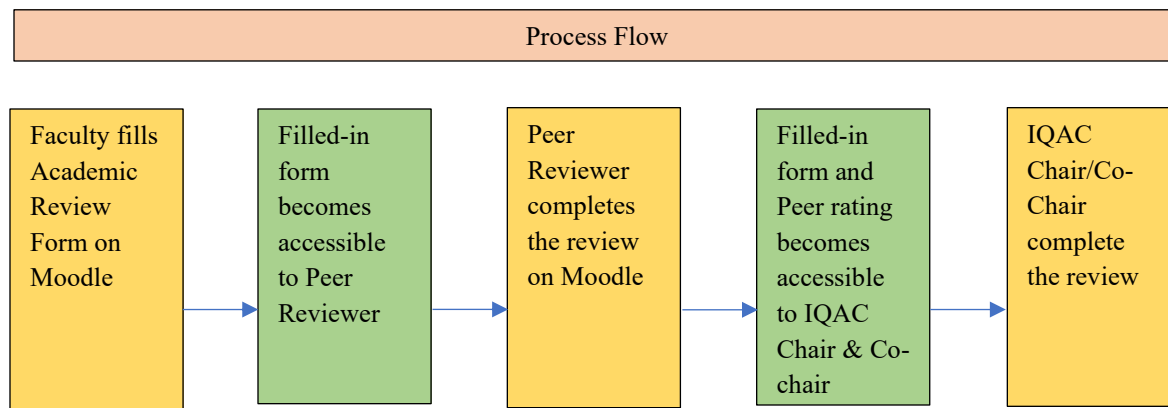 Process Flow
Faculty fills
Academic
Review
Form on
Moodle
Filled-in
form
becomes
accessible
to Peer
Reviewer
Peer
Reviewer
completes
the review
on Moodle
Filled-in
form and
Peer rating
becomes
accessible
to IQAC
Chair & Co-
chair
IQAC
Chair/Co-
Chair
complete
the review